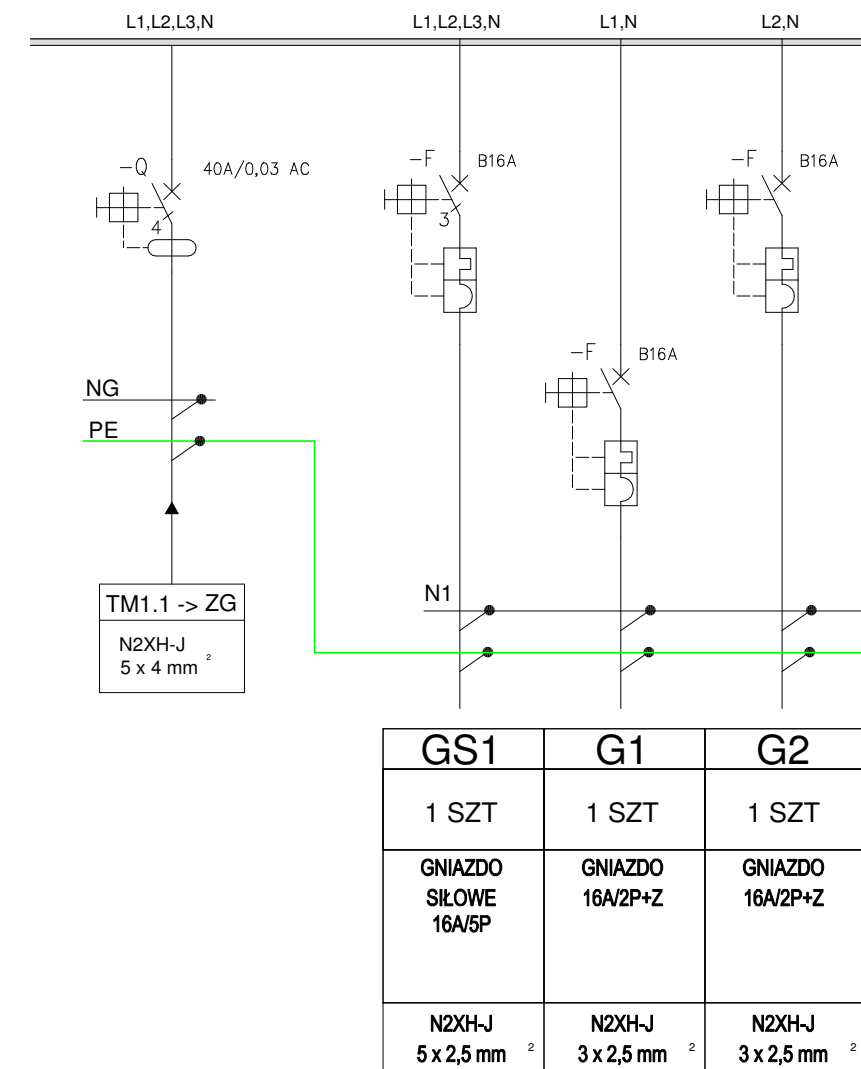 L1,L2,L3,N
L1,L2,L3,N
L1,N
L2,N
-Q
40A/0,03 AC
4
-F
B16A
3
-F
B16A
-F
B16A
NG
PE
TM1.1 -> ZG
N2XH-J
5 x 4 mm ²
N1
GS1
G1
G2
1 SZT
1 SZT
1 SZT
GNIAZDO
SIŁOWE
16A/5P
GNIAZDO
16A/2P+Z
GNIAZDO
16A/2P+Z
N2XH-J
5 x 2,5 mm ²
N2XH-J
3 x 2,5 mm ²
N2XH-J
3 x 2,5 mm ²